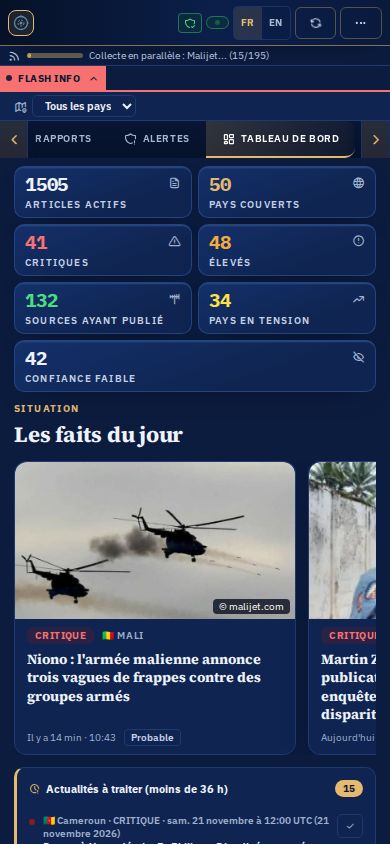 FR
EN
Collecte en parallèle : Malijet... (15/195)
FLASH INFO
Tous les pays
RAPPORTS
ALERTES
TABLEAU DE BORD
1505
ARTICLES ACTIFS
50
PAYS COUVERTS
41
CRITIQUES
48
ÉLEVÉS
132
SOURCES AYANT PUBLIÉ
34
PAYS EN TENSION
42
CONFIANCE FAIBLE
SITUATION
Les faits du jour
© malijet.com
CRITIQUE
MALI
Niono : l'armée malienne annonce
trois vagues de frappes contre des
groupes armés
Il y a 14 min · 10:43
Probable
CRITIQU
Martin Z
publicat
enquête
disparit
Aujourd'hui
Actualités à traiter (moins de 36 h)
15
Cameroun · CRITIQUE · sam. 21 novembre à 12:00 UTC (21
novembre 2026)